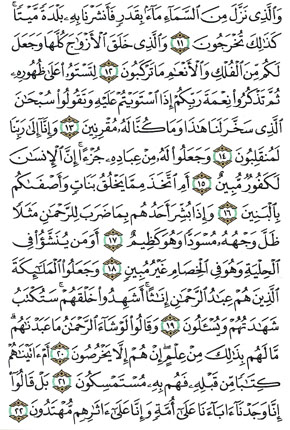 وَالَّذِي نَزَّلَ مِنَ السَّمَاءِ مَاءً بِقَدَرٍ فَأَنشَرْنَا بِهِ بَلْدَةً مَّيْتًا
كَذَٰلِكَ تُخْرَجُونَ ١١ وَالَّذِي خَلَقَ الْأَزْوَاجَ كُلَّهَا وَجَعَلَ
لَكُم مِّنَ الْفُلْكِ وَالْأَنْعَامِ مَا تَرْكَبُونَ ١٢ لِتَسْتَوُوا عَلَىٰ ظُهُورِهِ
ثُمَّ تَذْكُرُوا نِعْمَةَ رَبِّكُمْ إِذَا اسْتَوَيْتُمْ عَلَيْهِ وَتَقُولُوا سُبْحَٰنَ
الَّذِي سَخَّرَ لَنَا هَٰذَا وَمَا كُنَّا لَهُ مُقْرِنِينَ ١٣ وَإِنَّا إِلَىٰ رَبِّنَا
لَمُنقَلِبُونَ ١٤ وَجَعَلُوا لَهُ مِنْ عِبَادِهِ جُزْءًا إِنَّ الْإِنسَٰنَ
لَكَفُورٌ مُّبِينٌ ١٥ أَمِ اتَّخَذَ مِمَّا يَخْلُقُ بَنَاتٍ وَأَصْفَىٰكُم
بِالْبَنِينَ ١٦ وَإِذَا بُشِّرَ أَحَدُهُم بِمَا ضَرَبَ لِلرَّحْمَٰنِ مَثَلًا
ظَلَّ وَجْهُهُ مُسْوَدًّا وَهُوَ كَظِيمٌ ١٧ أَوَمَن يُنَشَّؤُا فِي
الْحِلْيَةِ وَهُوَ فِي الْخِصَامِ غَيْرُ مُبِينٍ ١٨ وَجَعَلُوا الْمَلَٰئِكَةَ
الَّذِينَ هُمْ عِبَٰدُ الرَّحْمَٰنِ إِنَٰثًا أَشَهِدُوا خَلْقَهُمْ سَتُكْتَبُ
شَهَٰدَتُهُمْ وَيُسْـَٔلُونَ ١٩ وَقَالُوا لَوْ شَاءَ الرَّحْمَٰنُ مَا عَبَدْنَٰهُم
مَّا لَهُم بِذَٰلِكَ مِنْ عِلْمٍ إِنْ هُمْ إِلَّا يَخْرُصُونَ ٢٠ أَمْ ءَاتَيْنَٰهُمْ
كِتَٰبًا مِّن قَبْلِهِ فَهُم بِهِ مُسْتَمْسِكُونَ ٢١ بَلْ قَالُوا
إِنَّا وَجَدْنَا ءَابَاءَنَا عَلَىٰ أُمَّةٍ وَإِنَّا عَلَىٰ ءَاثَٰرِهِم مُّهْتَدُونَ ٢٢